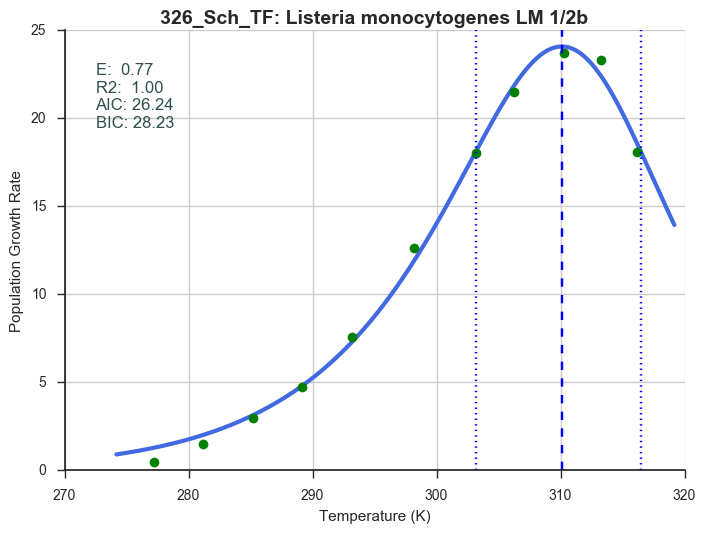 326_Sch_TF: Listeria monocytogenes LM 1/2b
E:  0.77
R2:  1.00
AIC: 26.24
BIC: 28.23
Population Growth Rate
25
20
15
10
5
0
270 280 290 300 310 320
Temperature (K)